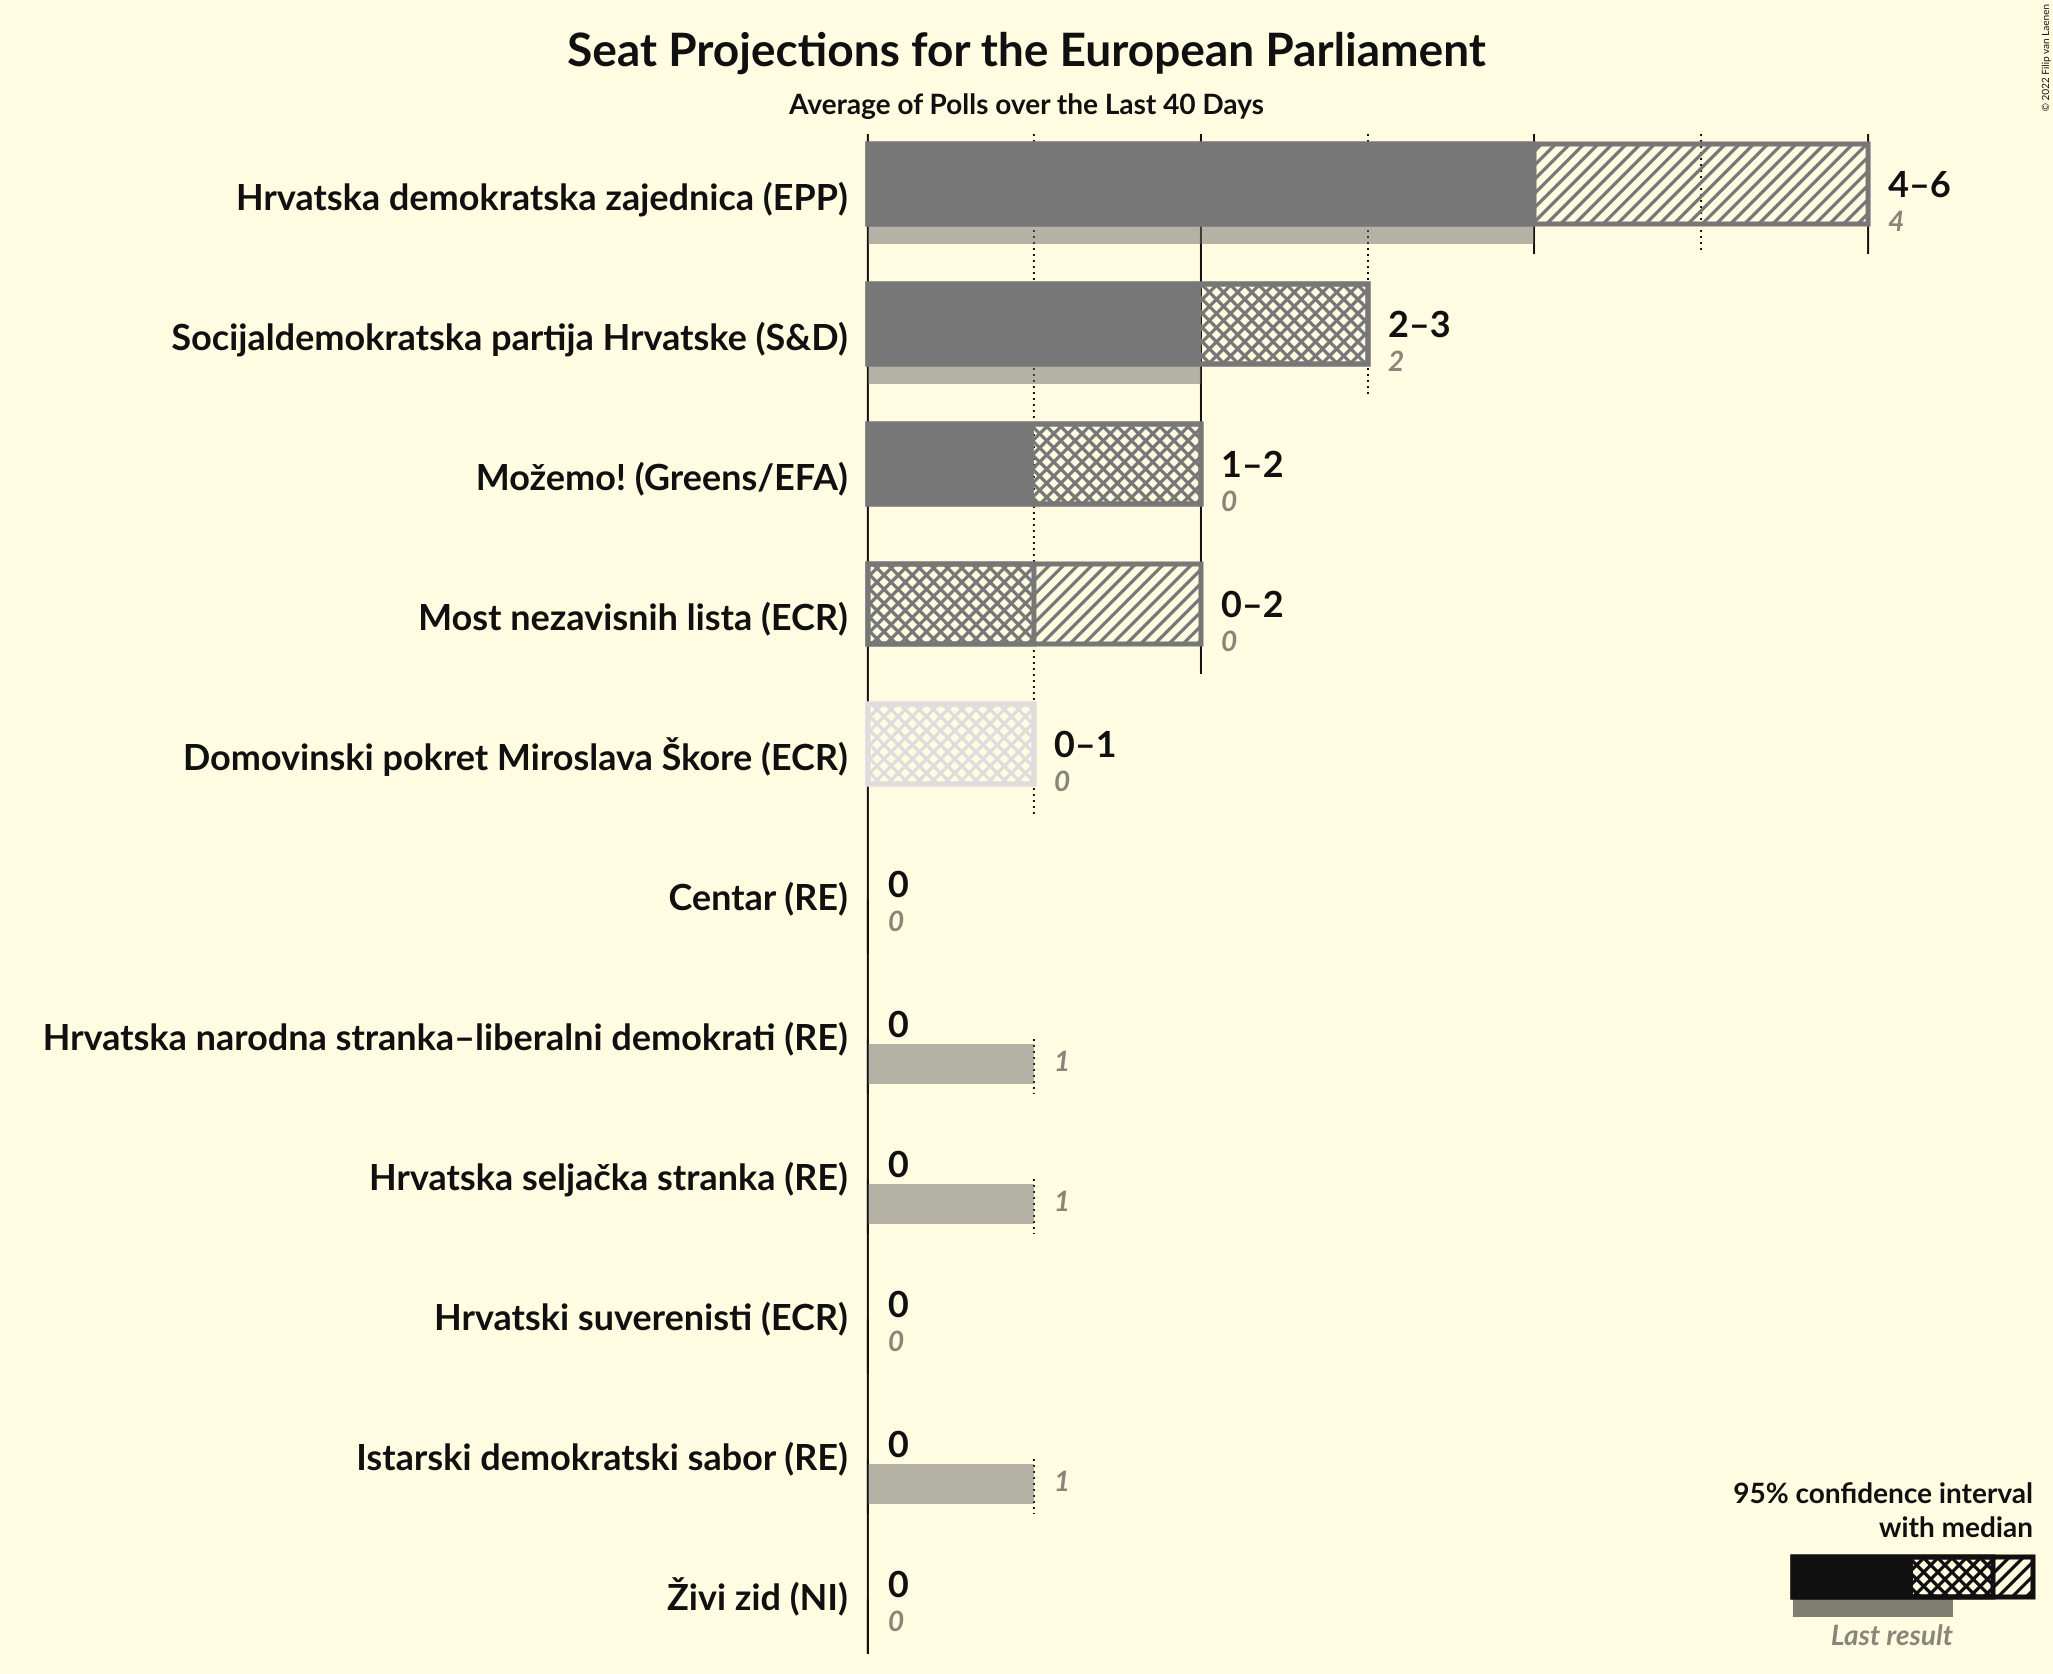 Seat Projections for the European Parliament
Average of Polls over the Last 40 Days
© 2022 Filip van Laenen
Hrvatska demokratska zajednica (EPP)
4–6
4
Socijaldemokratska partija Hrvatske (S&D)
2–3
2
Možemo! (Greens/EFA)
1–2
0
Most nezavisnih lista (ECR)
0–2
0
Domovinski pokret Miroslava Škore (ECR)
0–1
0
Centar (RE)
0
0
Hrvatska narodna stranka–liberalni demokrati (RE)
0
1
Hrvatska seljačka stranka (RE)
0
1
Hrvatski suverenisti (ECR)
0
0
Istarski demokratski sabor (RE)
0
1
Živi zid (NI)
0
0
95% confidence interval
with median
Last result